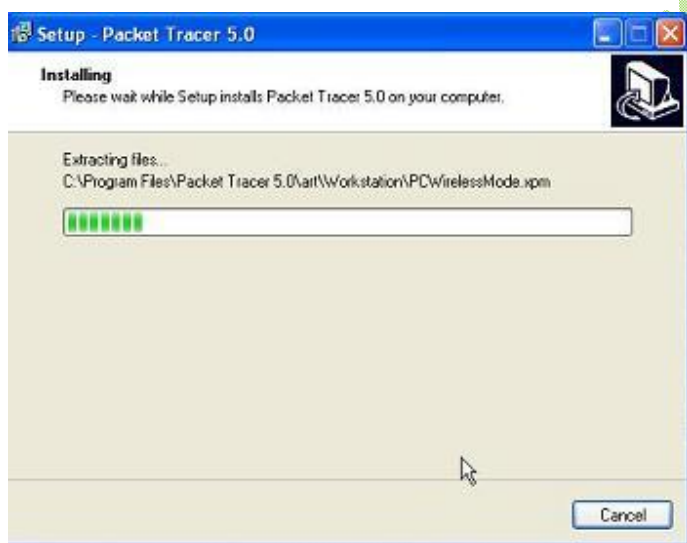 Setup - Packet Tracer 5.0
Installing
Please wait while Setup installs Packet Tracer 5.0 on your computer.
Extracting files...
C:\Program Files\Packet Tracer 5.0\art\Workstation\PCWirelessMode.xpm
Cancel